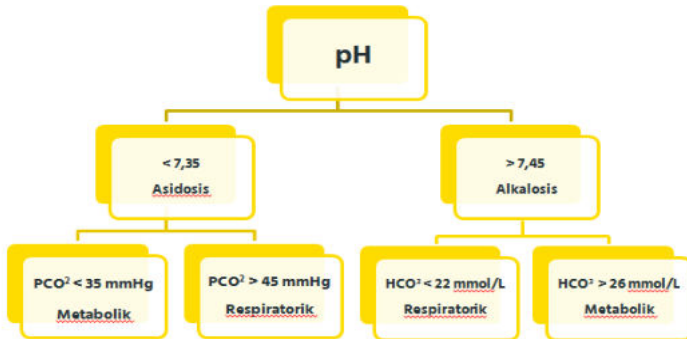 pH
< 7,35
Asidosis
> 7,45
Alkalosis
PCO² < 35 mmHg
Metabolik
PCO² > 45 mmHg
Respiratorik
HCO³ < 22 mmol/L
Respiratorik
HCO³ > 26 mmol/L
Metabolik